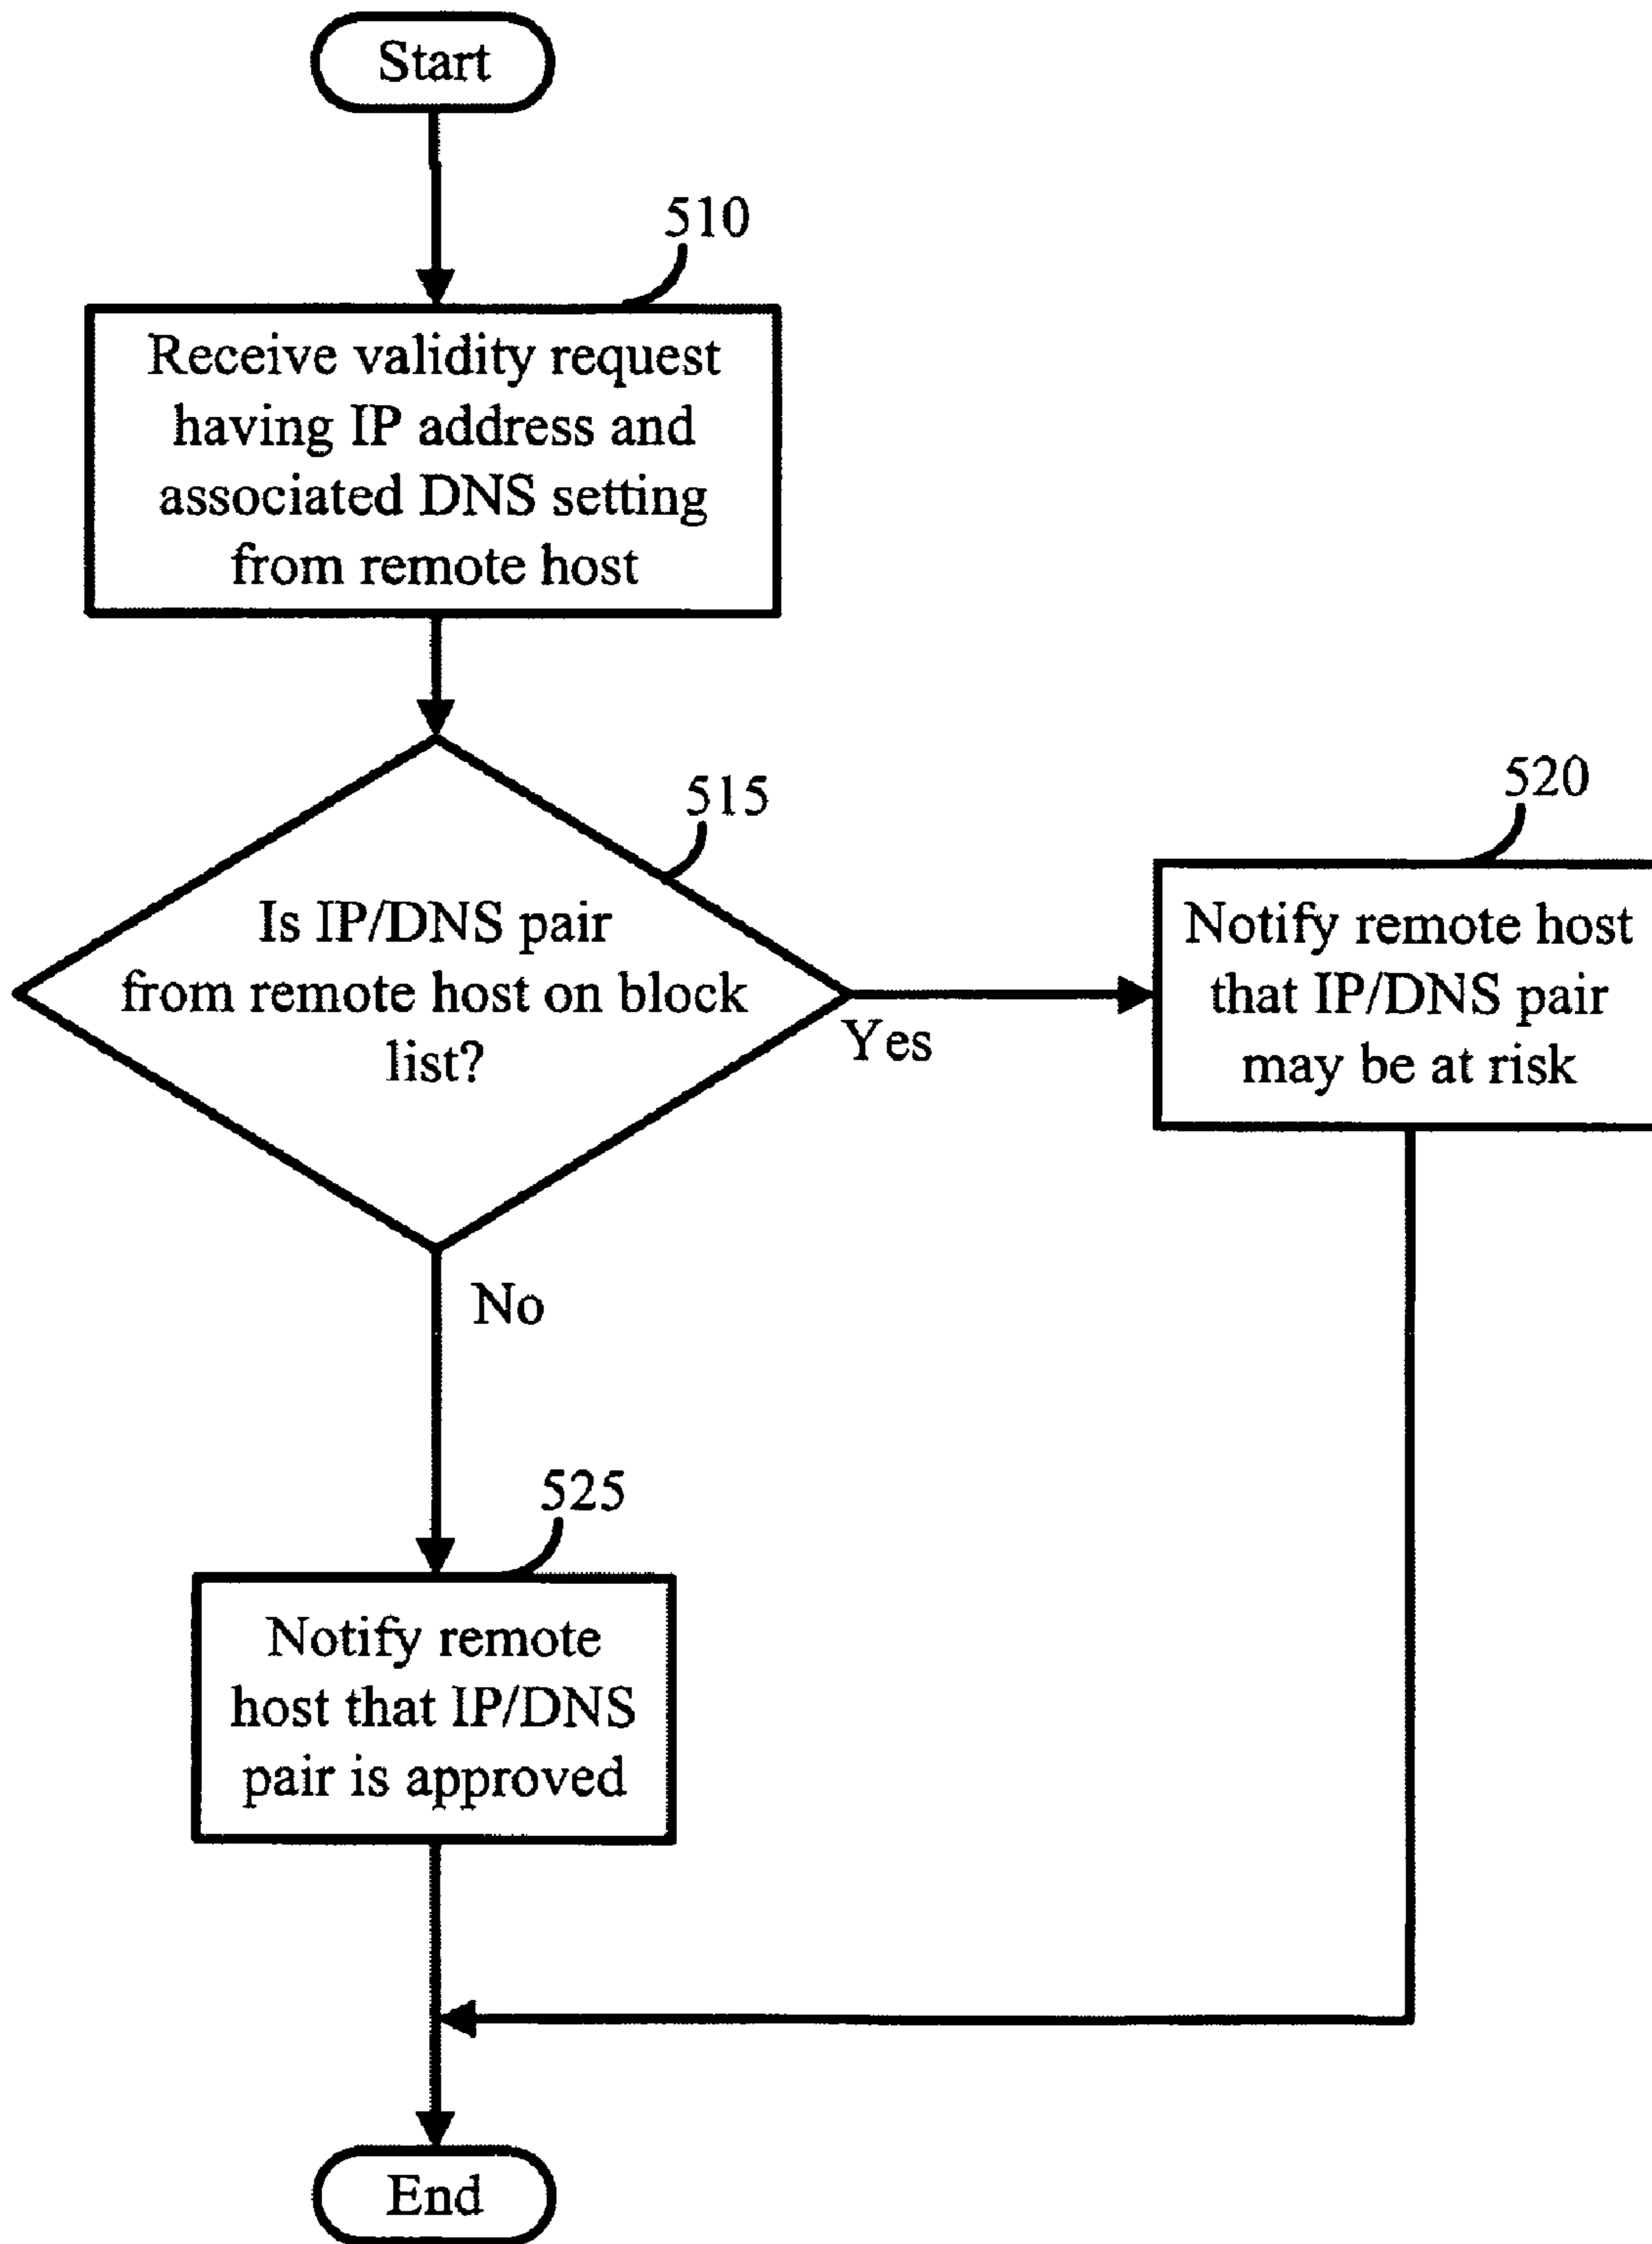 Start
510
Receive validity request
having IP address and
associated DNS setting
from remote host
515
Is IP/DNS pair
from remote host on block
list?
Yes
520
Notify remote host
that IP/DNS pair
may be at risk
No
525
Notify remote
host that IP/DNS
pair is approved
End